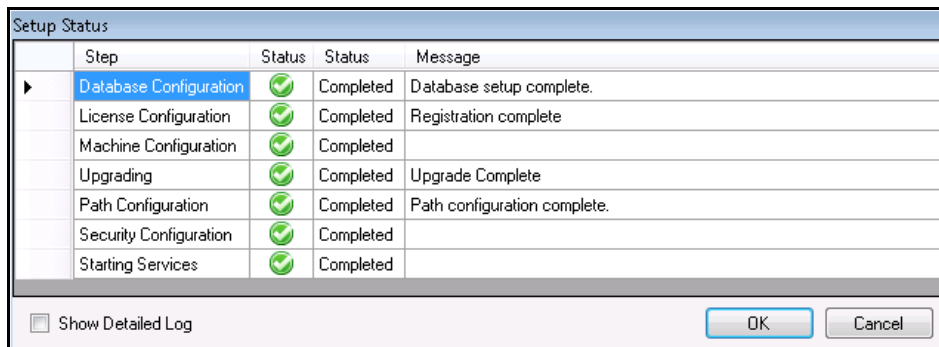 Setup Status
Step Status Status Message
Database Configuration Completed Database setup complete.
License Configuration Completed Registration complete
Machine Configuration Completed
Upgrading Completed Upgrade Complete
Path Configuration Completed Path configuration complete.
Security Configuration Completed
Starting Services Completed
Show Detailed Log OK Cancel